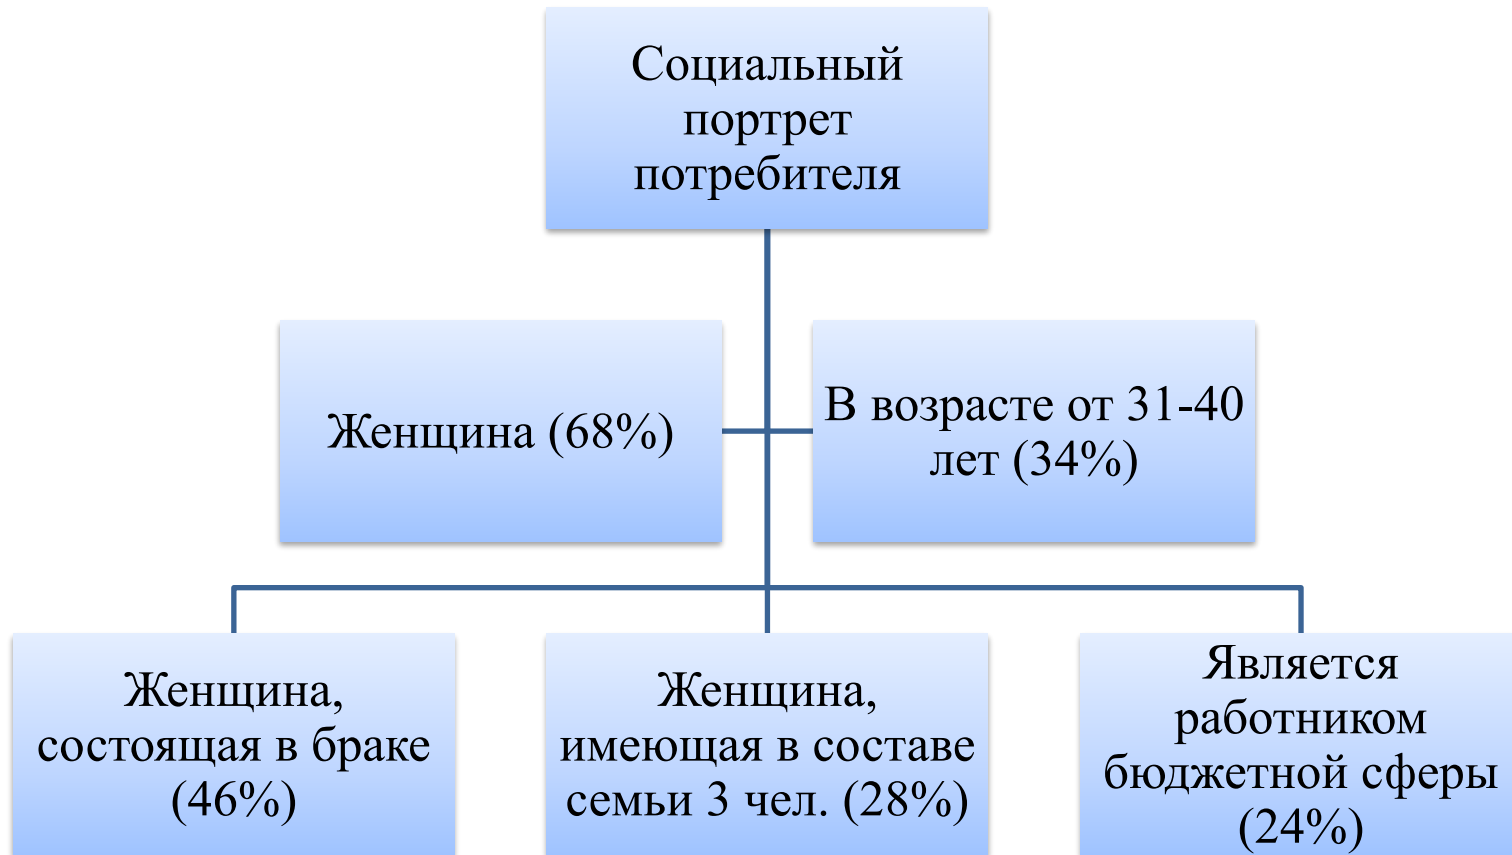 Социальный
портрет
потребителя
Женщина (68%)
В возрасте от 31-40
лет (34%)
Женщина,
состоящая в браке
(46%)
Женщина,
имеющая в составе
семьи 3 чел. (28%)
Является
работником
бюджетной сферы
(24%)